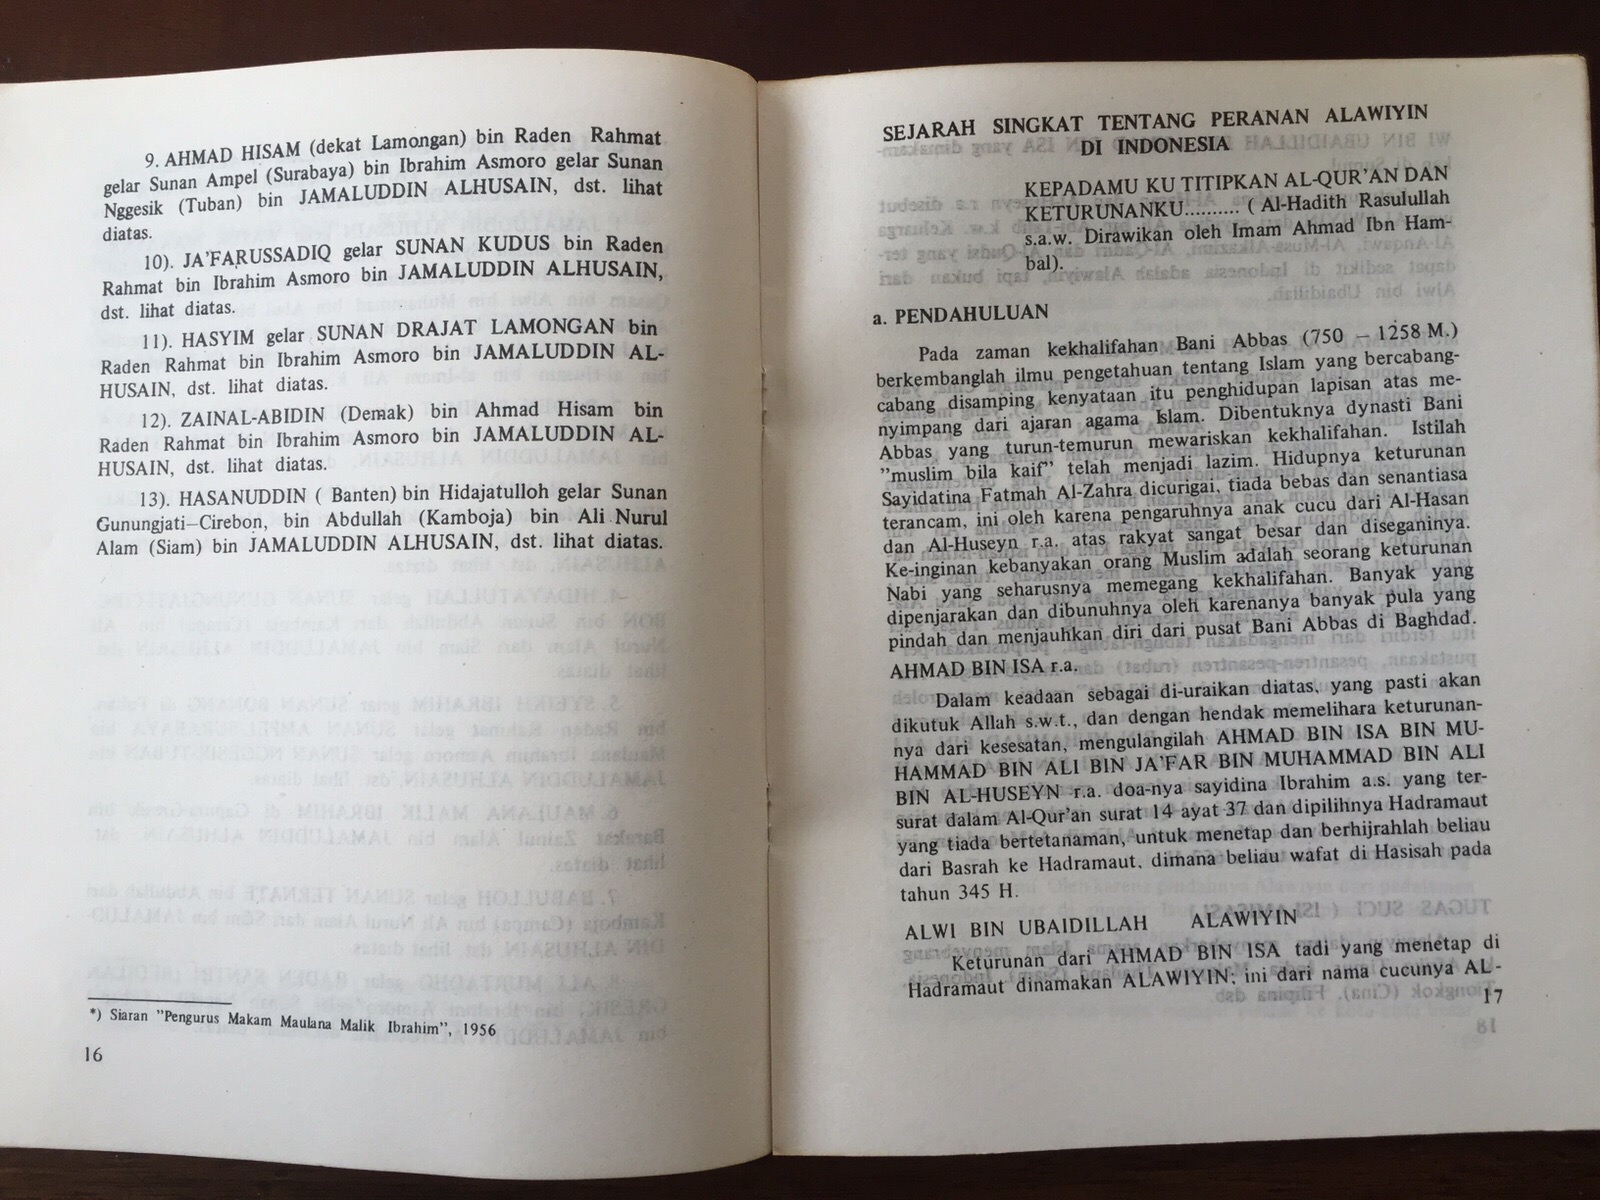 9. AHMAD HISAM (dekat Lamongan) bin Raden Rahmat
gelar Sunan Ampel (Surabaya) bin Ibrahim Asmoro gelar Sunan
Nggesik (Tuban) bin JAMALUDDIN ALHUSAIN, dst. lihat
diatas.
10). JA'FARUSSADIQ gelar SUNAN KUDUS bin Raden
Rahmat bin Ibrahim Asmoro bin JAMALUDDIN ALHUSAIN,
dst. lihat diatas.
11). HASYIM gelar SUNAN DRAJAT LAMONGAN bin
Raden Rahmat bin Ibrahim Asmoro bin JAMALUDDIN AL-
HUSAIN, dst. lihat diatas.
12). ZAINAL-ABIDIN (Demak) bin Ahmad Hisam bin
Raden Rahmat bin Ibrahim Asmoro bin JAMALUDDIN AL-
HUSAIN, dst. lihat diatas.
13). HASANUDDIN ( Banten) bin Hidajatulloh gelar Sunan
Gunungjati—Cirebon, bin Abdullah (Kamboja) bin Ali Nurul
Alam (Siam) bin JAMALUDDIN ALHUSAIN, dst. lihat diatas.
*) Siaran "Pengurus Makam Maulana Malik Ibrahim", 1956
16
SEJARAH SINGKAT TENTANG PERANAN ALAWIYIN
DI INDONESIA
KEPADAMU KU TITIPKAN AL-QUR'AN DAN
KETURUNANKU.......... ( Al-Hadith Rasulullah
s.a.w. Dirawikan oleh Imam Ahmad Ibn Ham-
bal).
a. PENDAHULUAN
Pada zaman kekhalifahan Bani Abbas (750 — 1258 M.)
berkembanglah ilmu pengetahuan tentang Islam yang bercabang-
cabang disamping kenyataan itu penghidupan lapisan atas me-
nyimpang dari ajaran agama Islam. Dibentuknya dynasti Bani
Abbas yang turun-temurun mewariskan kekhalifahan. Istilah
"muslim bila kaif" telah menjadi lazim. Hidupnya keturunan
Sayidatina Fatmah Al-Zahra dicurigai, tiada bebas dan senantiasa
terancam, ini oleh karena pengaruhnya anak cucu dari Al-Hasan
dan Al-Huseyn r.a. atas rakyat sangat besar dan diseganinya.
Ke-inginan kebanyakan orang Muslim adalah seorang keturunan
Nabi yang seharusnya memegang kekhalifahan. Banyak yang
dipenjarakan dan dibunuhnya oleh karenanya banyak pula yang
pindah dan menjauhkan diri dari pusat Bani Abbas di Baghdad.
AHMAD BIN ISA r.a.
Dalam keadaan sebagai di-uraikan diatas, yang pasti akan
dikutuk Allah s.w.t., dan dengan hendak memelihara keturunan-
nya dari kesesatan, mengulangilah AHMAD BIN ISA BIN MU-
HAMMAD BIN ALI BIN JA'FAR BIN MUHAMMAD BIN ALI
BIN AL-HUSEYN r.a. doa-nya sayidina Ibrahim a.s. yang ter-
surat dalam Al-Qur'an surat 14 ayat 37 dan dipilihnya Hadramaut
yang tiada bertetanaman, untuk menetap dan berhijrahlah beliau
dari Basrah ke Hadramaut, dimana beliau wafat di Hasisah pada
tahun 345 H.
ALWI BIN UBAIDILLAH ALAWIYIN
Keturunan dari AHMAD BIN ISA tadi yang menetap di
Hadramaut dinamakan ALAWIYIN; ini dari nama cucunya AL-
17